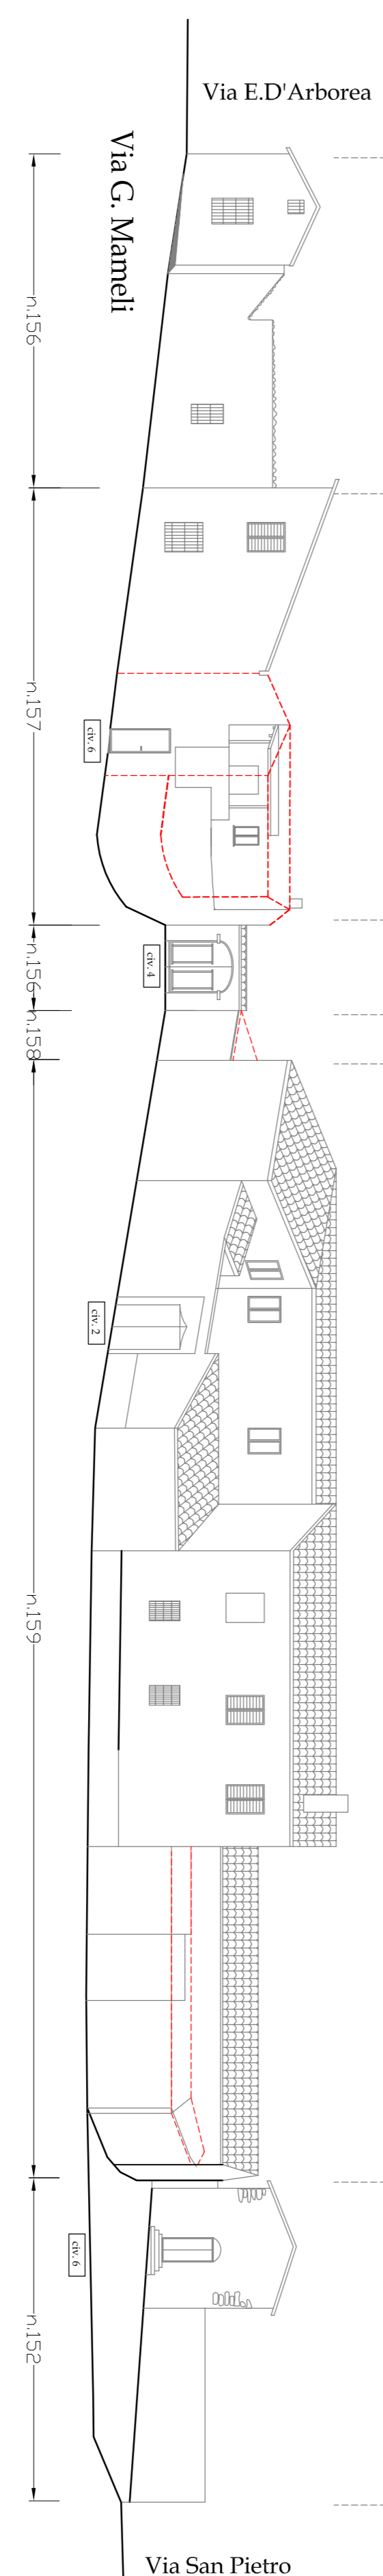 Via E.D'Arborea
Via G. Mameli
n.156
n.157
civ. 6
n.156
civ. 4
n.158
civ. 2
n.159
civ. 6
n.152
Via San Pietro